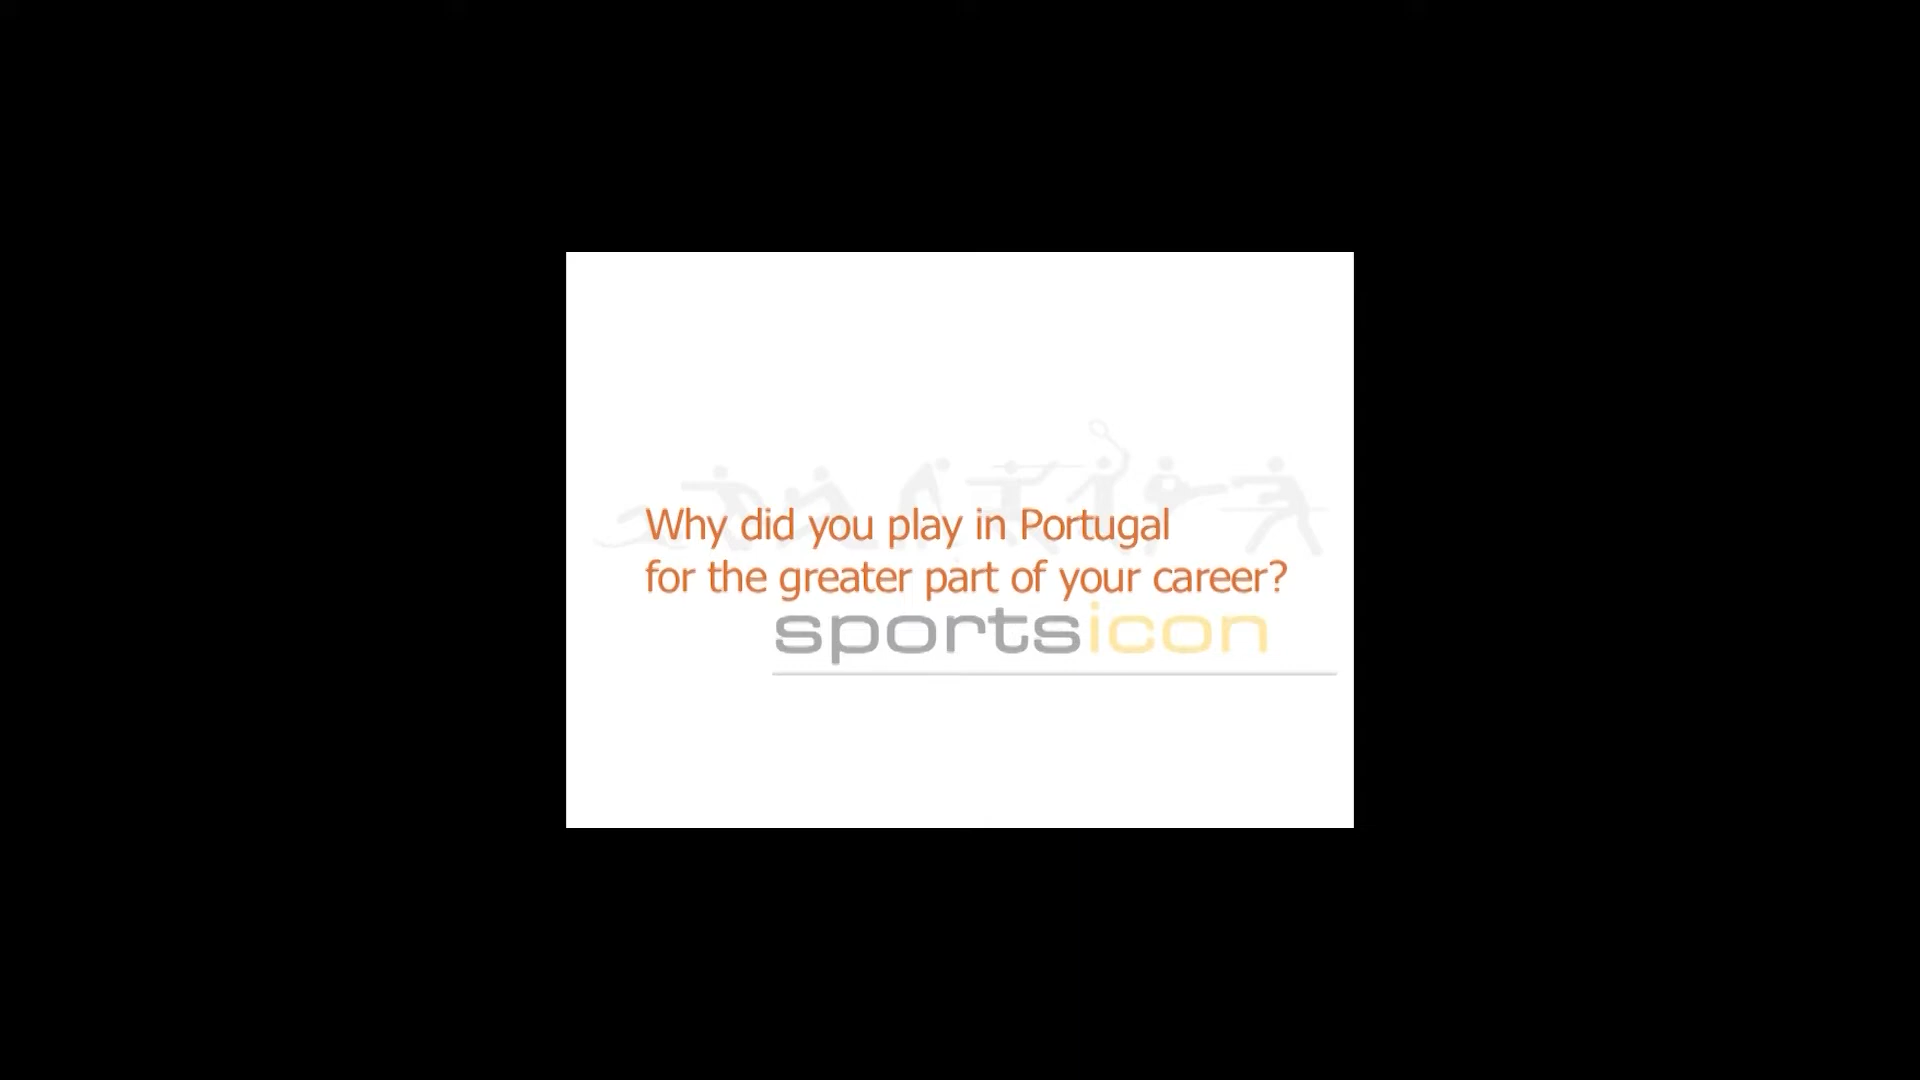 Why did you play in Portugal
for the greater part of your career?
sportsicon